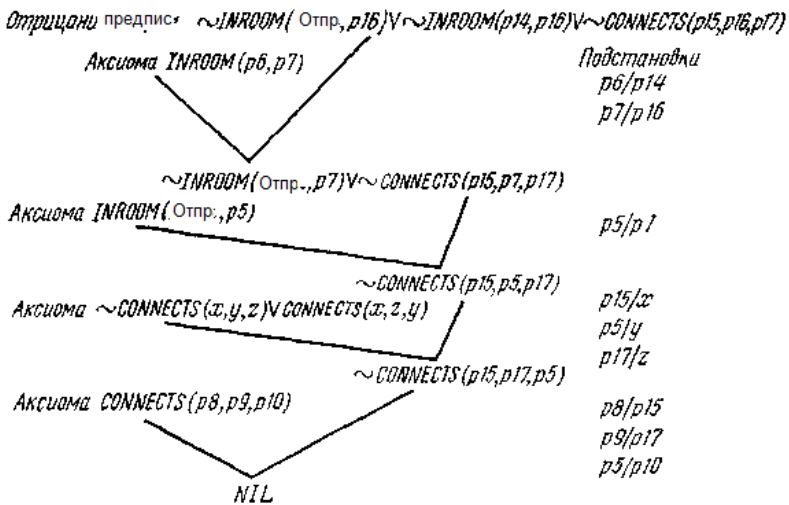 Отрицани предпис. ~INROOM( Отпр.,p16)V~INROOM(p14,p16)V~CONNECTS(p15,p16,p17)
Аксиома INROOM(p6,p7)
Подстановки
p6/p14
p7/p16
~INROOM(Отпр.,p7)V~CONNECTS(p15,p7,p17)
Аксиома INROOM(Отпр.,p5)
p5/p7
~CONNECTS(p15,p5,p17)
Аксиома ~CONNECTS(x,y,z)VCONNECTS(x,z,y)
p15/x
p5/y
p17/z
~CONNECTS(p15,p17,p5)
Аксиома CONNECTS(p8,p9,p10)
p8/p15
p9/p17
p5/p10
NIL